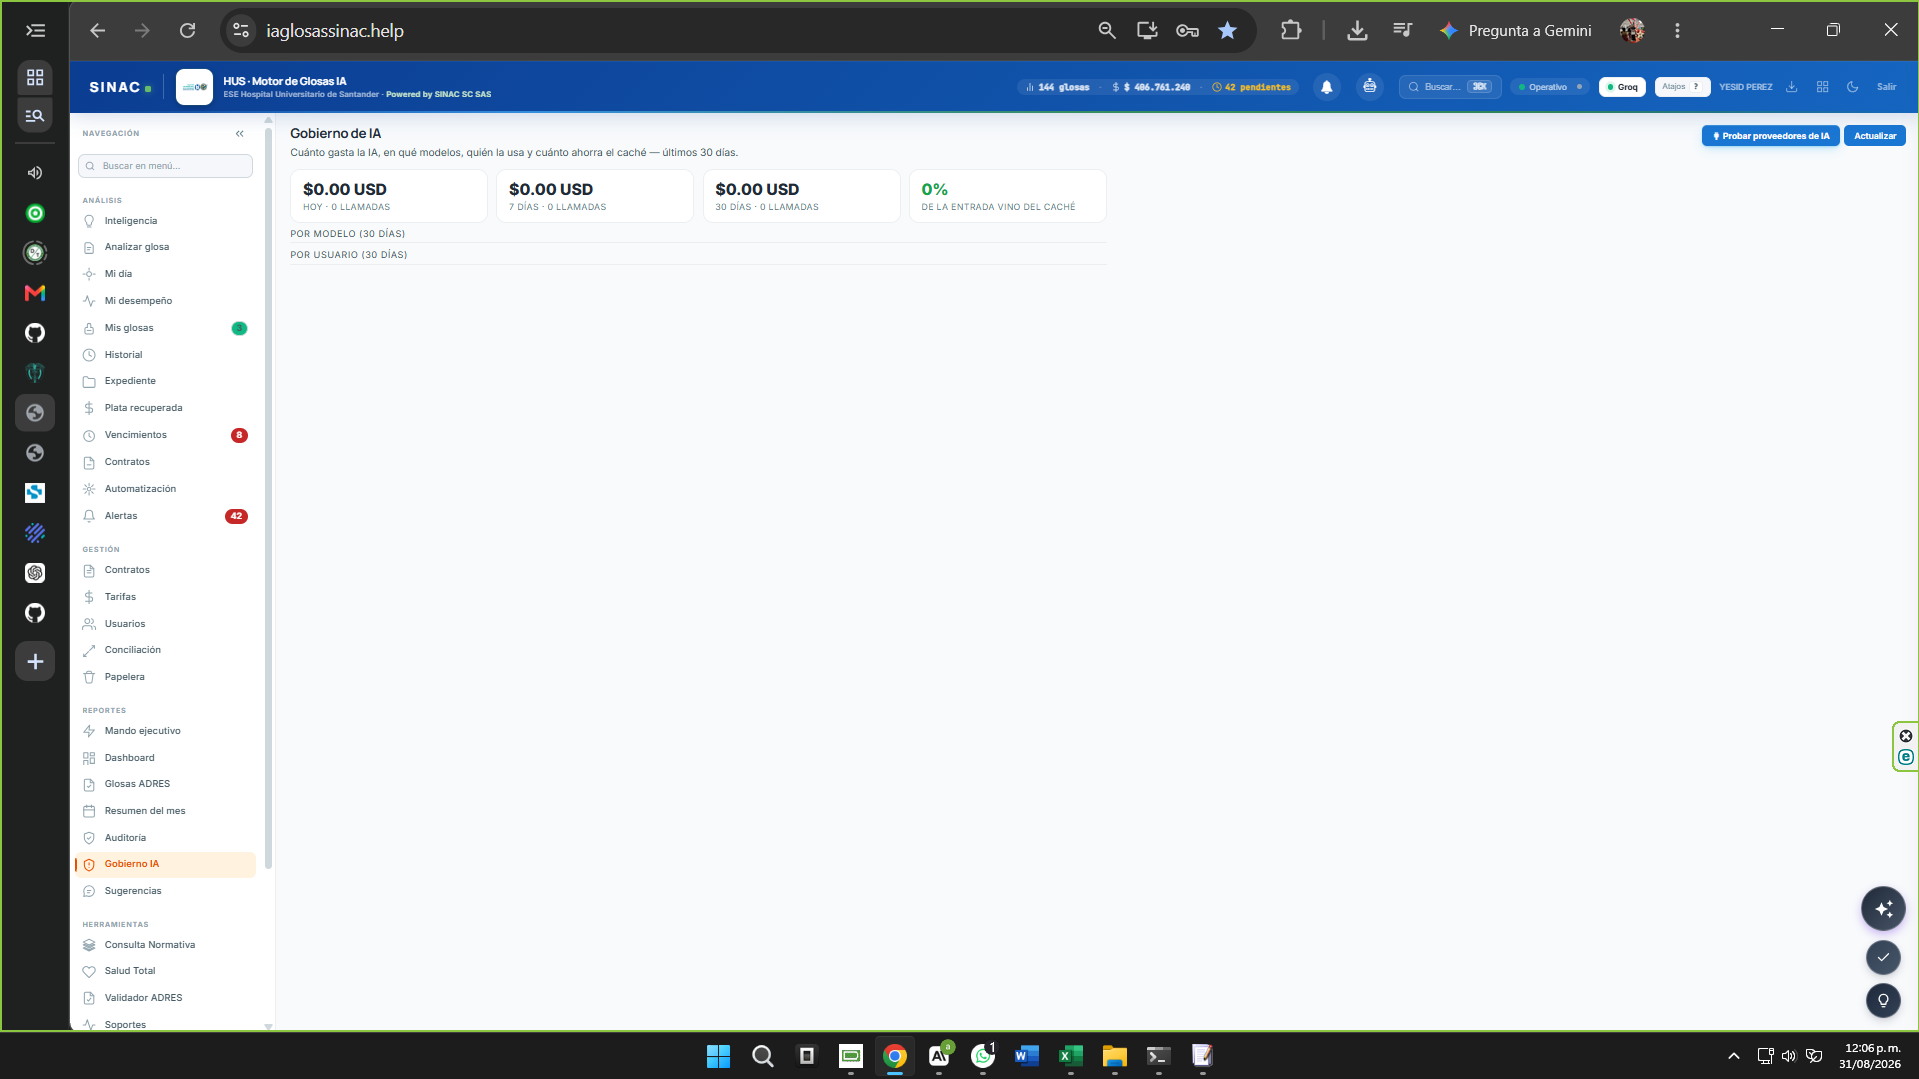 iaglosassinac.help
Pregunta a Gemini
SINAC
HUS · Motor de Glosas IA
ESE Hospital Universitario de Santander · Powered by SINAC SC SAS
144 glosas · $ $ 406.761.240 · 42 pendientes
Buscar... ⌘K
Operativo
Groq
Atajos ?
YESID PEREZ
Salir
NAVEGACIÓN
Buscar en menú...
ANÁLISIS
Inteligencia
Analizar glosa
Mi día
Mi desempeño
Mis glosas 3
Historial
Expediente
Plata recuperada
Vencimientos 8
Contratos
Automatización
Alertas 42
GESTIÓN
Contratos
Tarifas
Usuarios
Conciliación
Papelera
REPORTES
Mando ejecutivo
Dashboard
Glosas ADRES
Resumen del mes
Auditoría
Gobierno IA
Sugerencias
HERRAMIENTAS
Consulta Normativa
Salud Total
Validador ADRES
Soportes
Gobierno de IA
Cuánto gasta la IA, en qué modelos, quién la usa y cuánto ahorra el caché — últimos 30 días.
Probar proveedores de IA
Actualizar
$0.00 USD
HOY · 0 LLAMADAS
$0.00 USD
7 DÍAS · 0 LLAMADAS
$0.00 USD
30 DÍAS · 0 LLAMADAS
0%
DE LA ENTRADA VINO DEL CACHÉ
POR MODELO (30 DÍAS)
POR USUARIO (30 DÍAS)
12:06 p. m.
31/08/2026